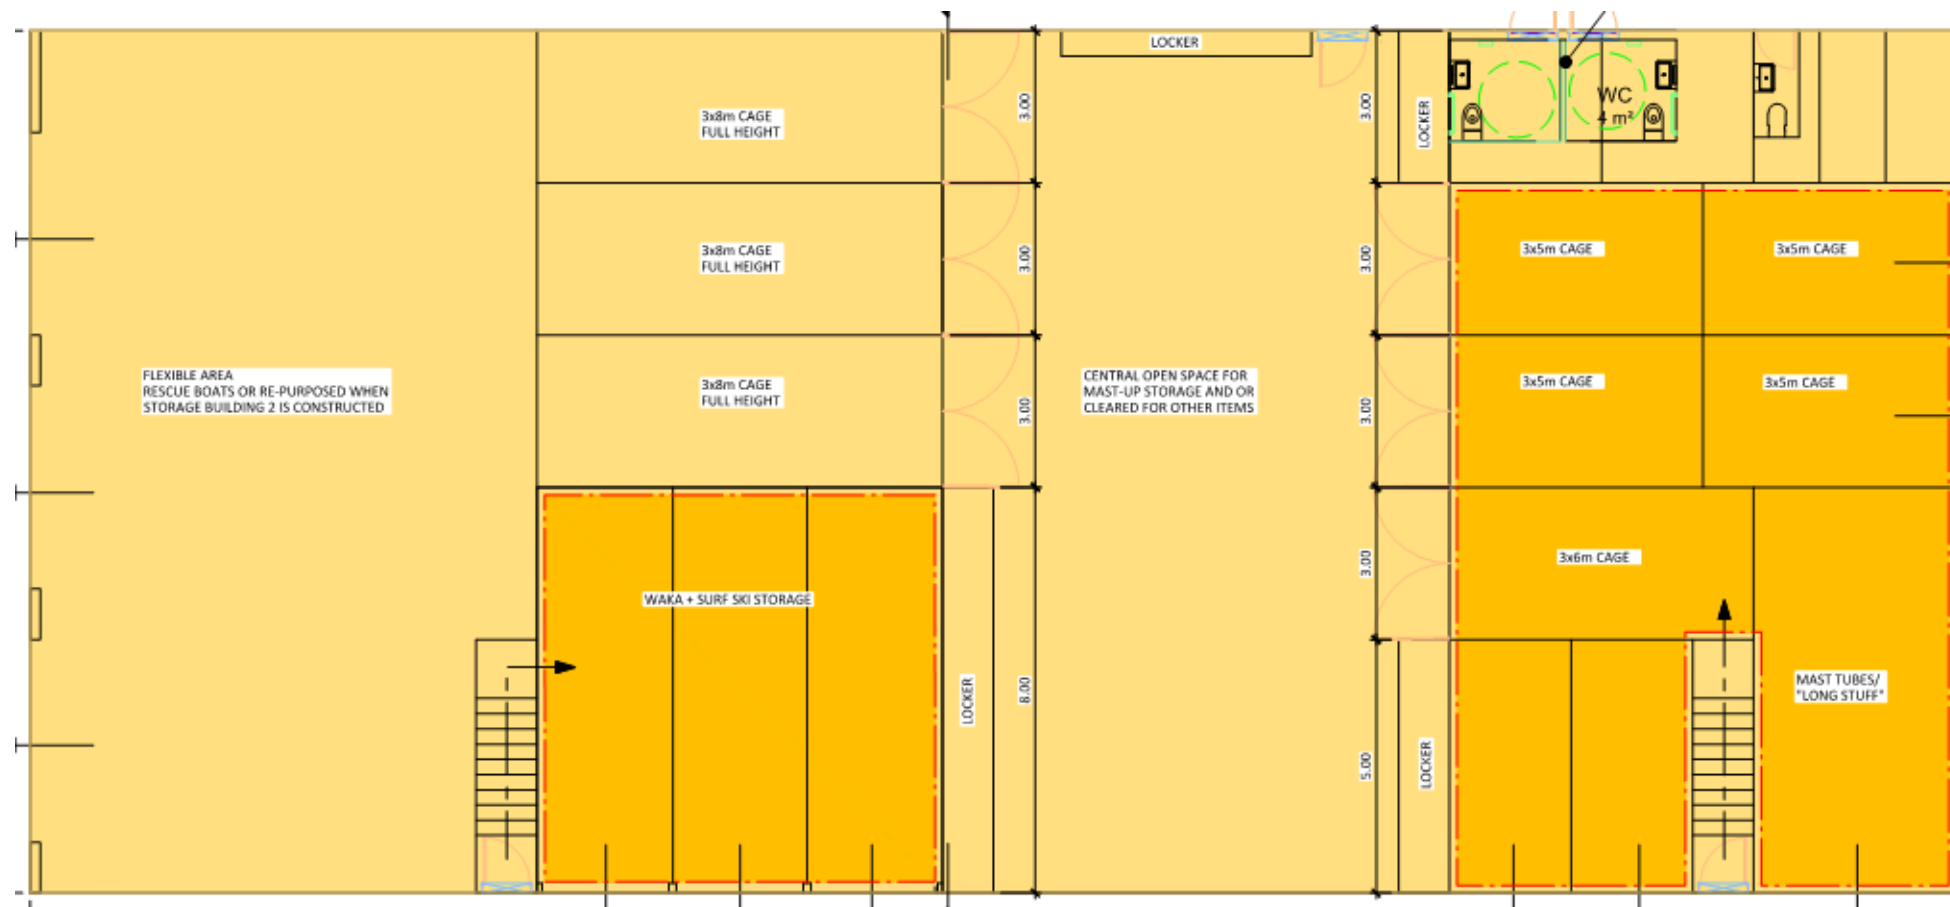 LOCKER
3x8m CAGE
FULL HEIGHT
3.00
3.00
LOCKER
WC
4 m²
3x8m CAGE
FULL HEIGHT
3.00
3.00
3x5m CAGE
3x5m CAGE
FLEXIBLE AREA
RESCUE BOATS OR RE-PURPOSED WHEN
STORAGE BUILDING 2 IS CONSTRUCTED
3x8m CAGE
FULL HEIGHT
3.00
CENTRAL OPEN SPACE FOR
MAST-UP STORAGE AND OR
CLEARED FOR OTHER ITEMS
3.00
3x5m CAGE
3x5m CAGE
WAKA + SURF SKI STORAGE
3.00
3x6m CAGE
LOCKER
8.00
5.00
LOCKER
MAST TUBES/
"LONG STUFF"